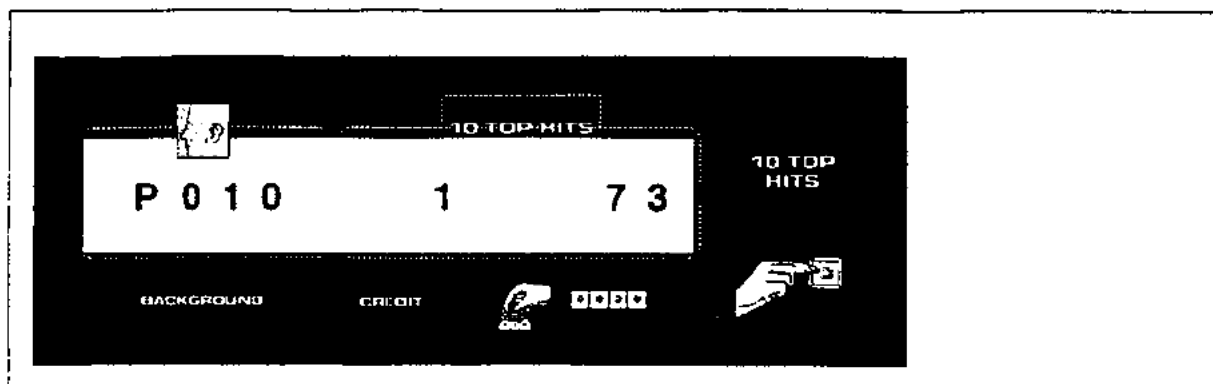 10 TOP HITS
10 TOP
HITS
P 0 1 0 1 7 3
BACKGROUND CREDIT